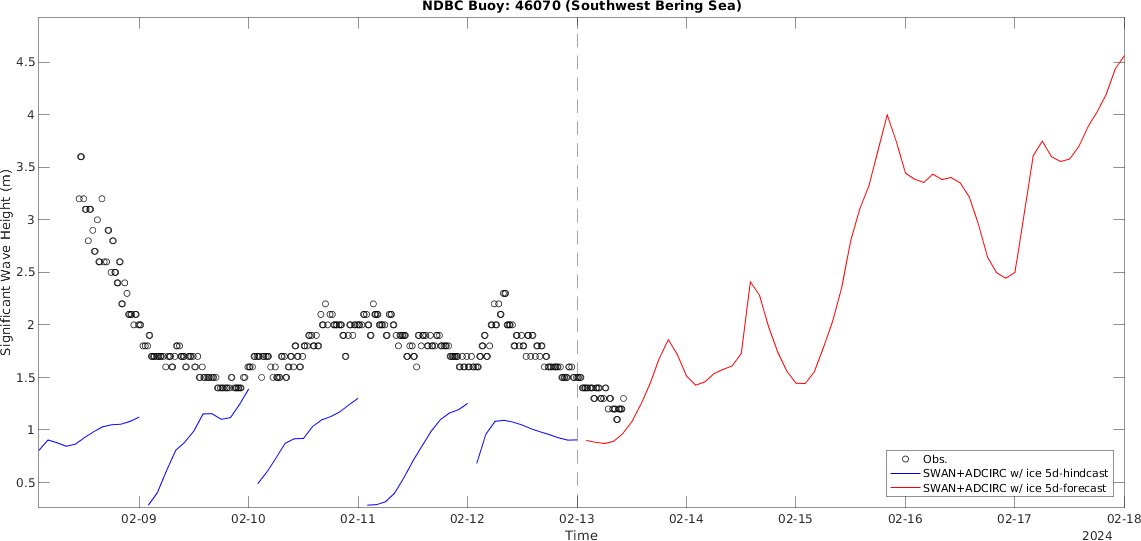 NDBC Buoy: 46070 (Southwest Bering Sea)
Significant Wave Height (m)
4.5
4
3.5
3
2.5
2
1.5
1
0.5
Obs.
SWAN+ADCIRC w/ ice 5d-hindcast
SWAN+ADCIRC w/ ice 5d-forecast
02-09 02-10 02-11 02-12 02-13 02-14 02-15 02-16 02-17 02-18
Time
2024